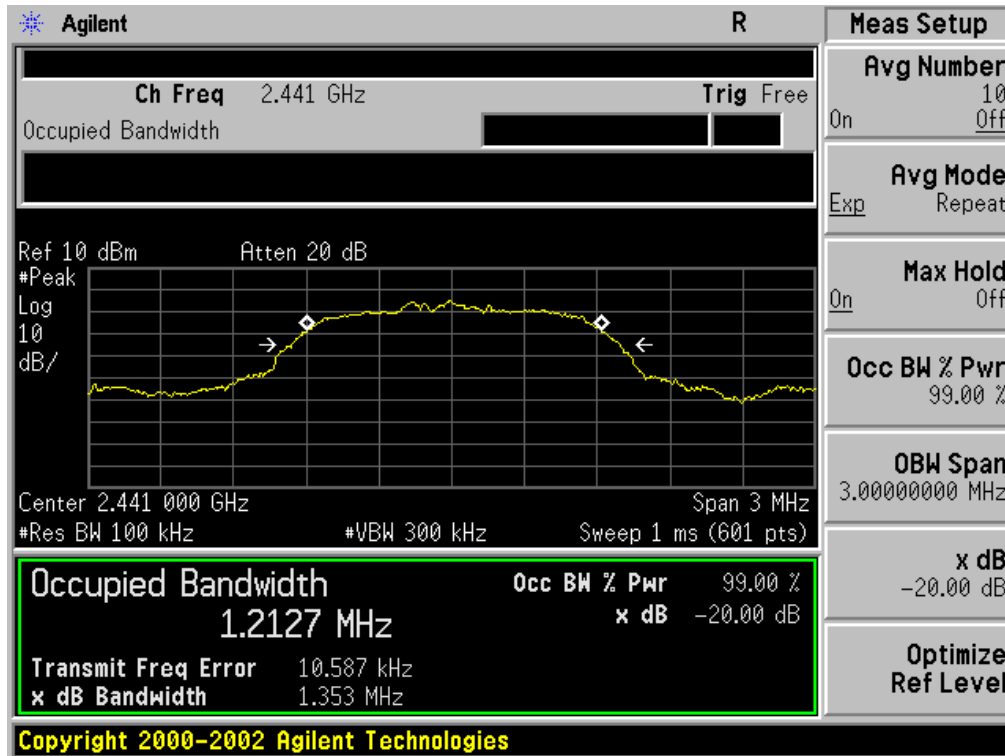 Agilent
R
Meas Setup
Ch Freq 2.441 GHz
Trig Free
Occupied Bandwidth
Ref 10 dBm
Atten 20 dB
#Peak
Log
10
dB/
Center 2.441 000 GHz
Span 3 MHz
#Res BW 100 kHz
#VBW 300 kHz
Sweep 1 ms (601 pts)
Occupied Bandwidth
1.2127 MHz
Occ BW % Pwr 99.00 %
x dB -20.00 dB
Transmit Freq Error 10.587 kHz
x dB Bandwidth 1.353 MHz
Avg Number
10
On Off
Avg Mode
Exp Repeat
Max Hold
On Off
Occ BW % Pwr
99.00 %
OBW Span
3.00000000 MHz
x dB
-20.00 dB
Optimize
Ref Level
Copyright 2000-2002 Agilent Technologies